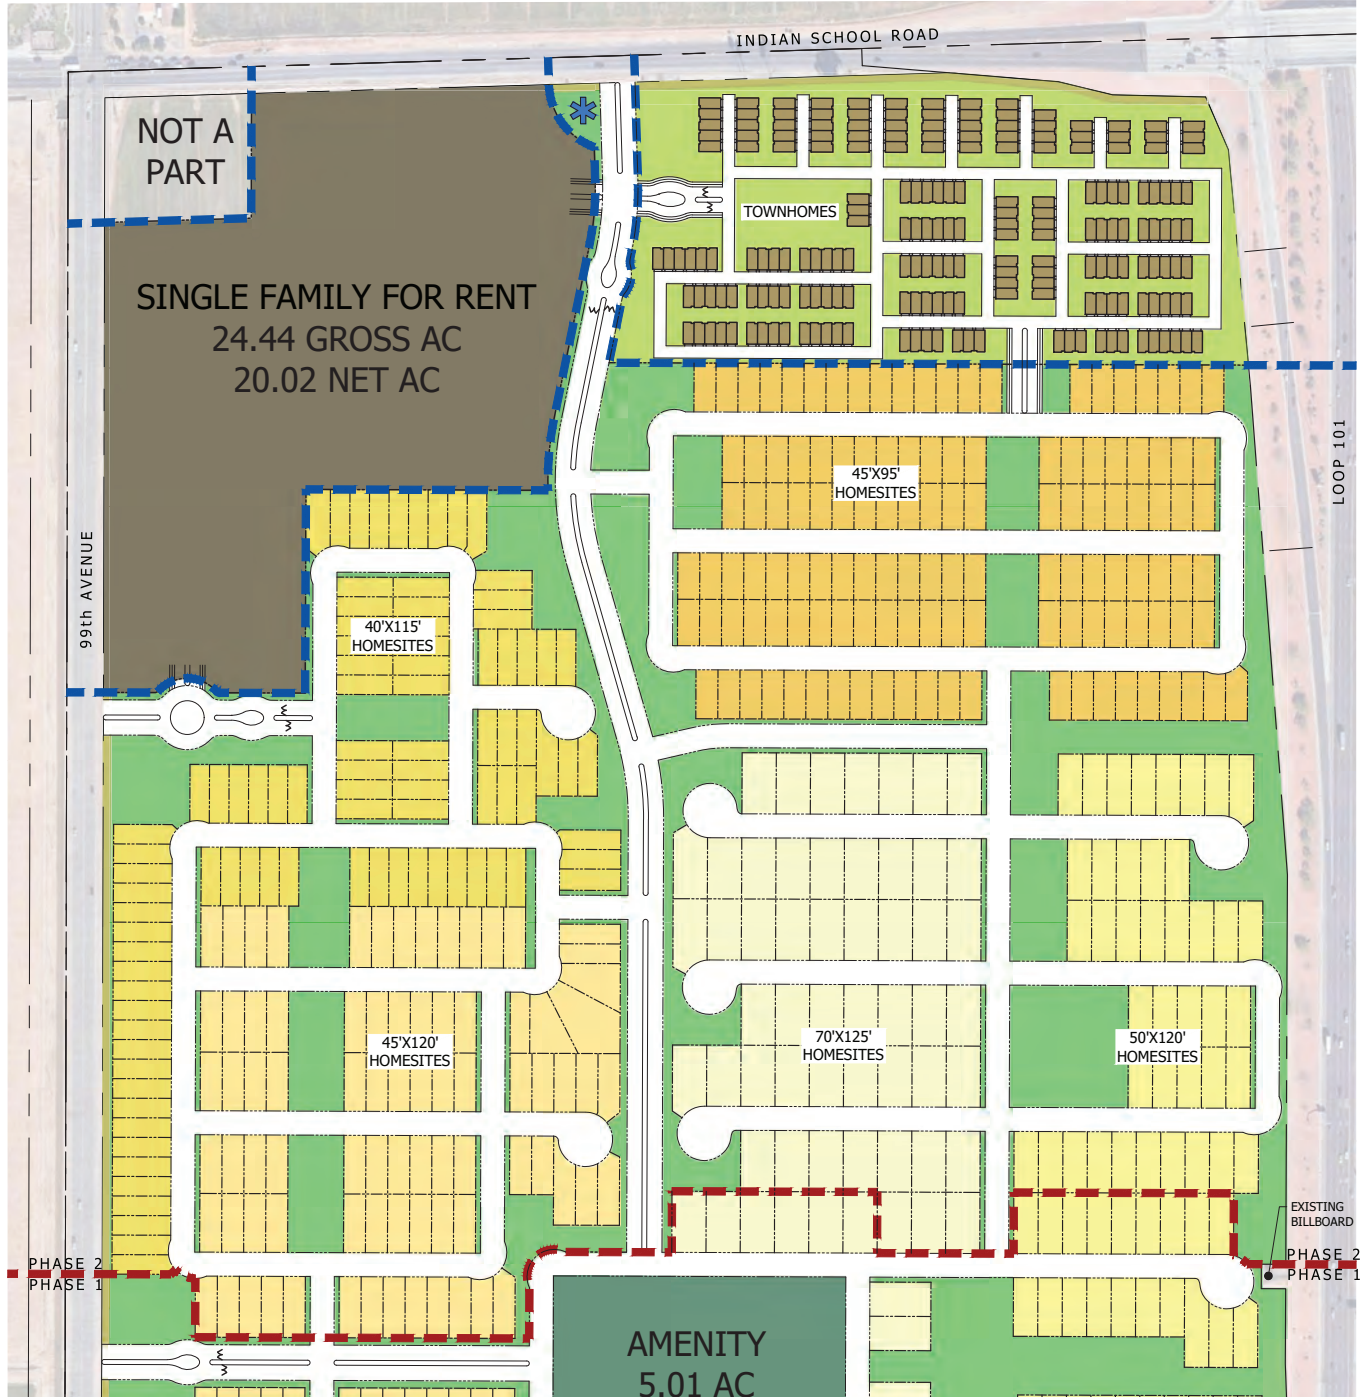 INDIAN SCHOOL ROAD
NOT A
PART
TOWNHOMES
SINGLE FAMILY FOR RENT
24.44 GROSS AC
20.02 NET AC
LOOP 101
45'X95'
HOMESITES
99th AVENUE
40'X115'
HOMESITES
45'X120'
HOMESITES
70'X125'
HOMESITES
50'X120'
HOMESITES
EXISTING
BILLBOARD
PHASE 2
PHASE 1
PHASE 2
PHASE 1
AMENITY
5.01 AC